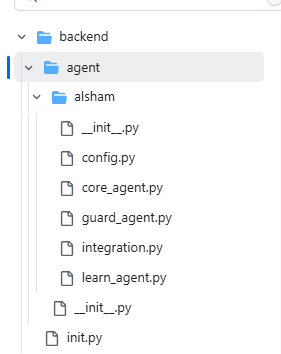 backend
agent
alsham
__init__.py
config.py
core_agent.py
guard_agent.py
integration.py
learn_agent.py
__init__.py
init.py